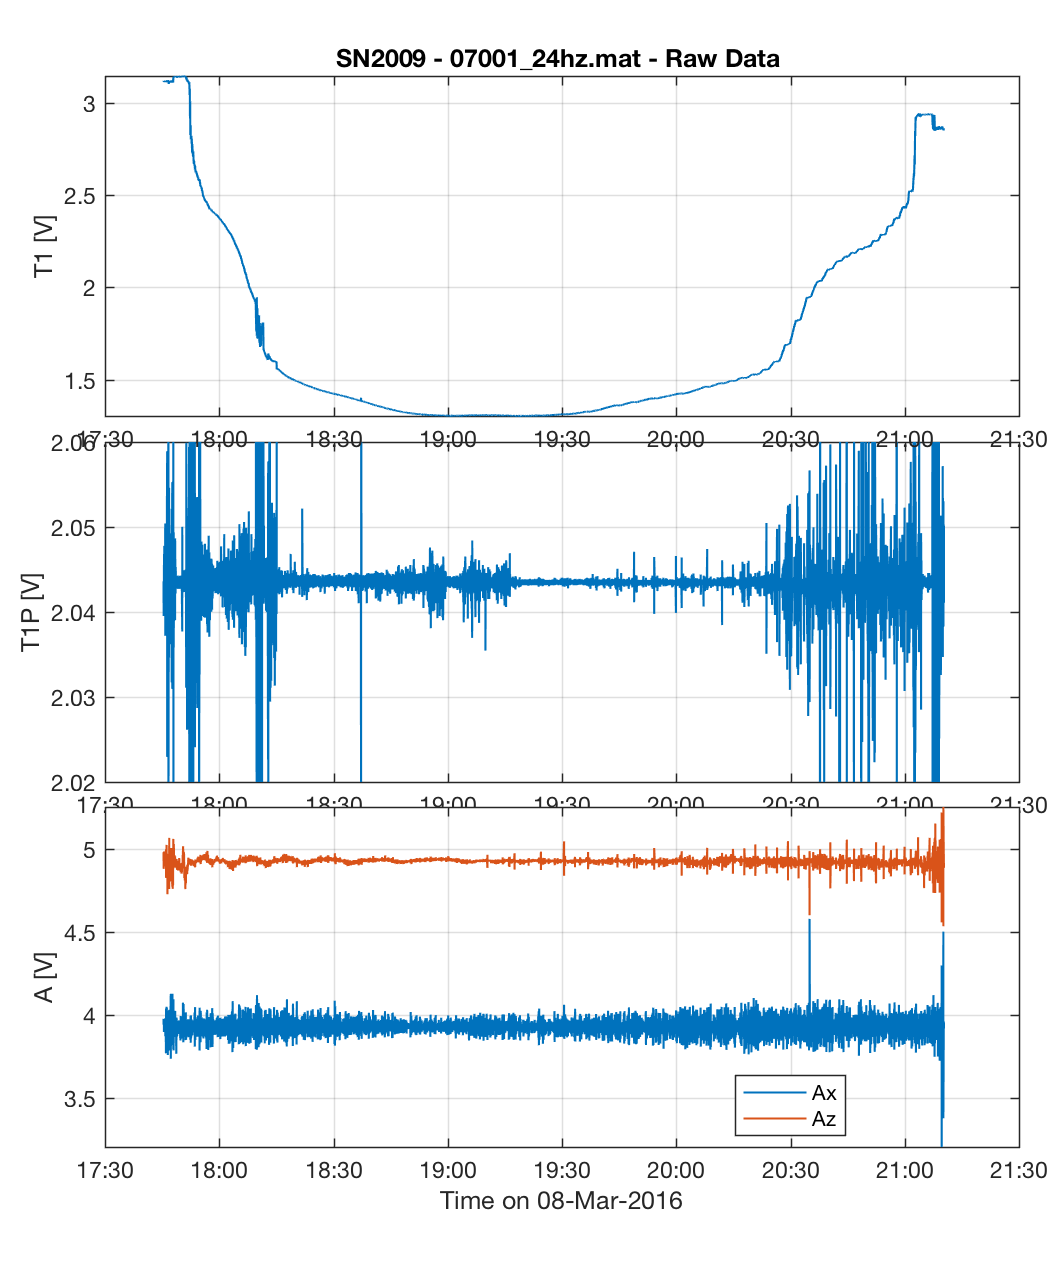 SN2009 - 07001_24hz.mat - Raw Data
3
2.5
2
1.5
T1 [V]
17:30 18:00 18:30 19:00 19:30 20:00 20:30 21:00 21:30
2.06
2.05
2.04
2.03
2.02
T1P [V]
17:30 18:00 18:30 19:00 19:30 20:00 20:30 21:00 21:30
5
4.5
4
3.5
A [V]
Ax
Az
17:30 18:00 18:30 19:00 19:30 20:00 20:30 21:00 21:30
Time on 08-Mar-2016